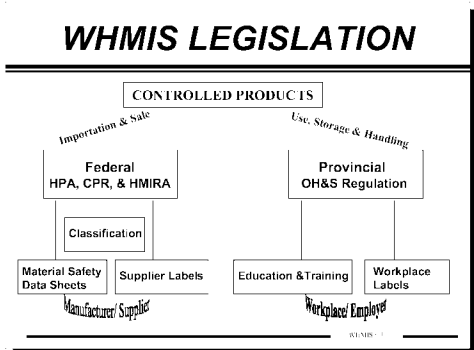 WHMIS LEGISLATION
CONTROLLED PRODUCTS
Importation & Sale
Use, Storage & Handling
Federal
HPA, CPR, & HMIRA
Provincial
OH&S Regulation
Classification
Material Safety
Data Sheets
Supplier Labels
Education &Training
Workplace
Labels
Manufacturer/ Supplier
Workplace/ Employer
WHMIS -